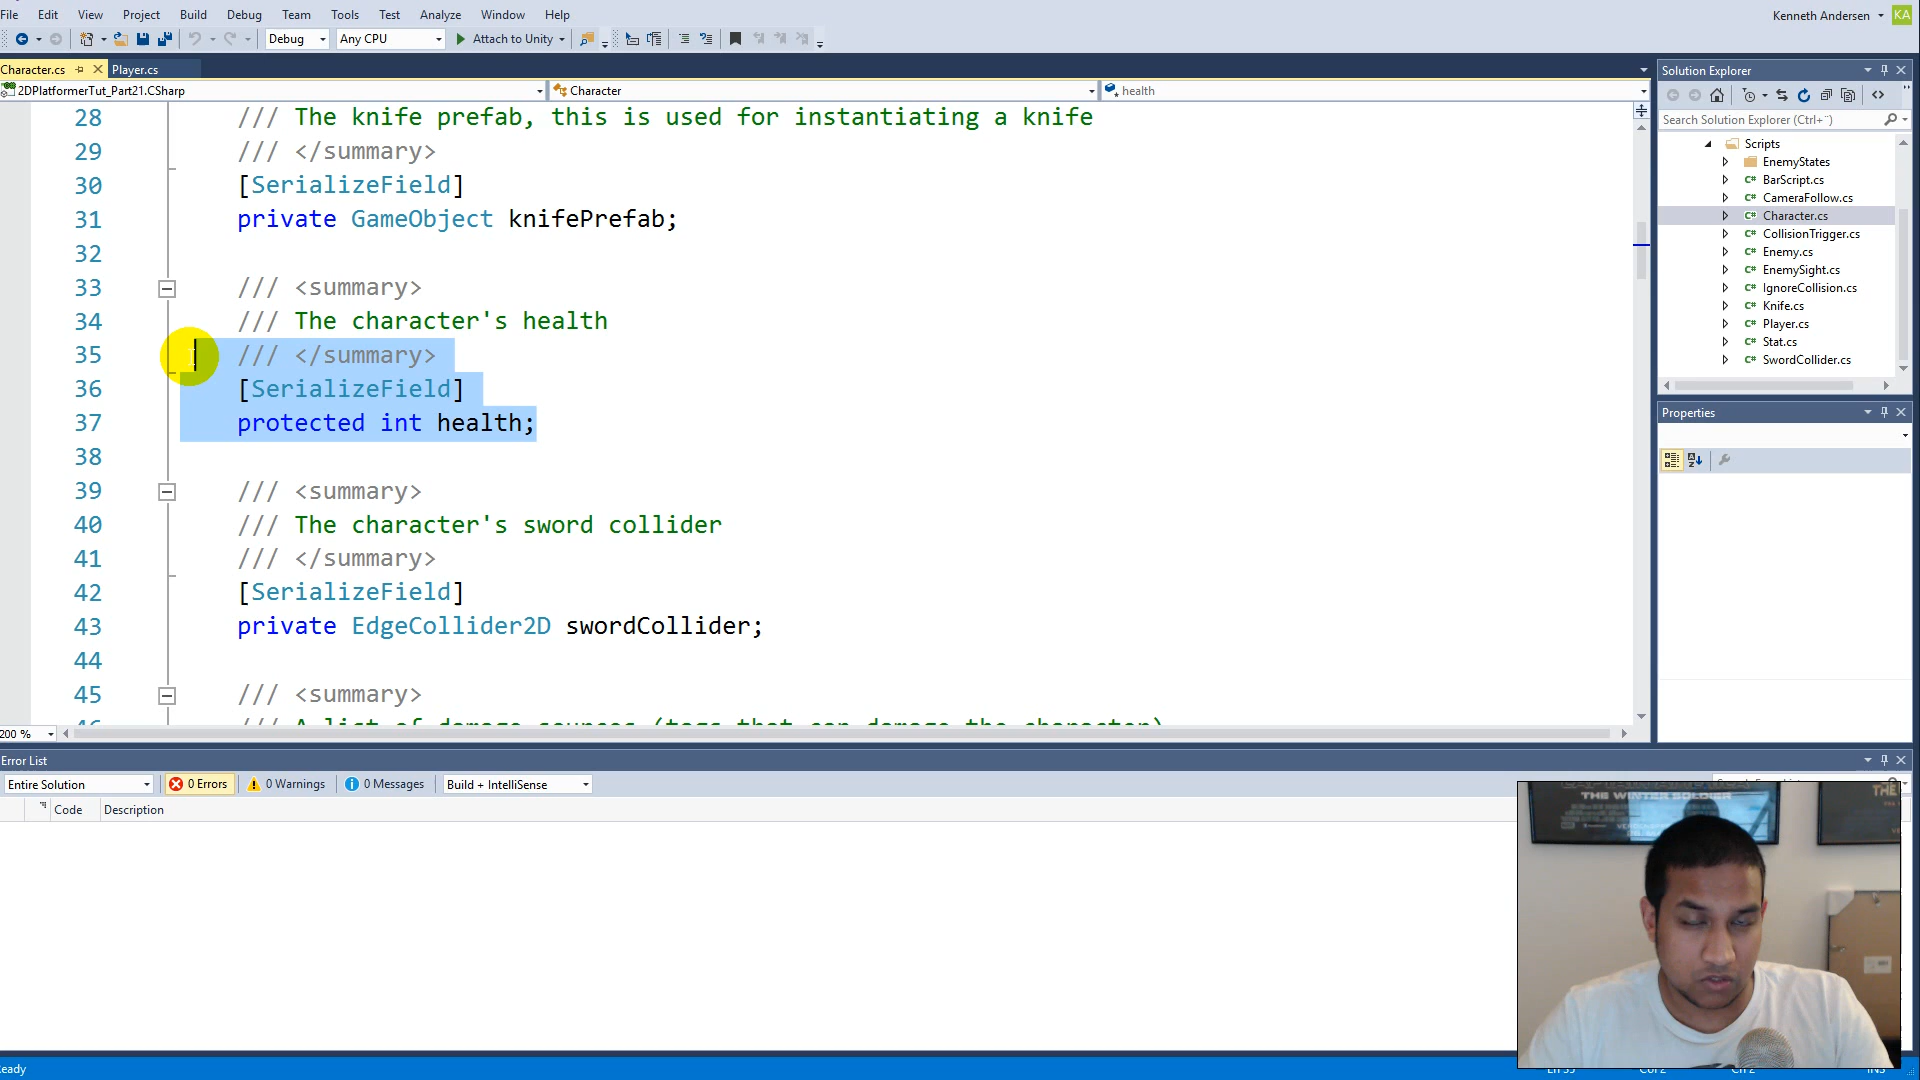 File Edit View Project Build Debug Team Tools Test Analyze Window Help
Kenneth Andersen KA
Debug Any CPU Attach to Unity
Character.cs Player.cs
2DPlatformerTut_Part21.CSharp Character health
28 /// The knife prefab, this is used for instantiating a knife
29 /// </summary>
30 [SerializeField]
31 private GameObject knifePrefab;
32
33 /// <summary>
34 /// The character's health
35 /// </summary>
36 [SerializeField]
37 protected int health;
38
39 /// <summary>
40 /// The character's sword collider
41 /// </summary>
42 [SerializeField]
43 private EdgeCollider2D swordCollider;
44
45 /// <summary>
46 /// A list of damage sources (tags that can damage the character)
200 %
Solution Explorer
Search Solution Explorer (Ctrl+¨)
Scripts
EnemyStates
BarScript.cs
CameraFollow.cs
Character.cs
CollisionTrigger.cs
Enemy.cs
EnemySight.cs
IgnoreCollision.cs
Knife.cs
Player.cs
Stat.cs
SwordCollider.cs
Properties
Error List
Entire Solution 0 Errors 0 Warnings 0 Messages Build + IntelliSense
Code Description
THE WINTER SOLDIER
THE
eady